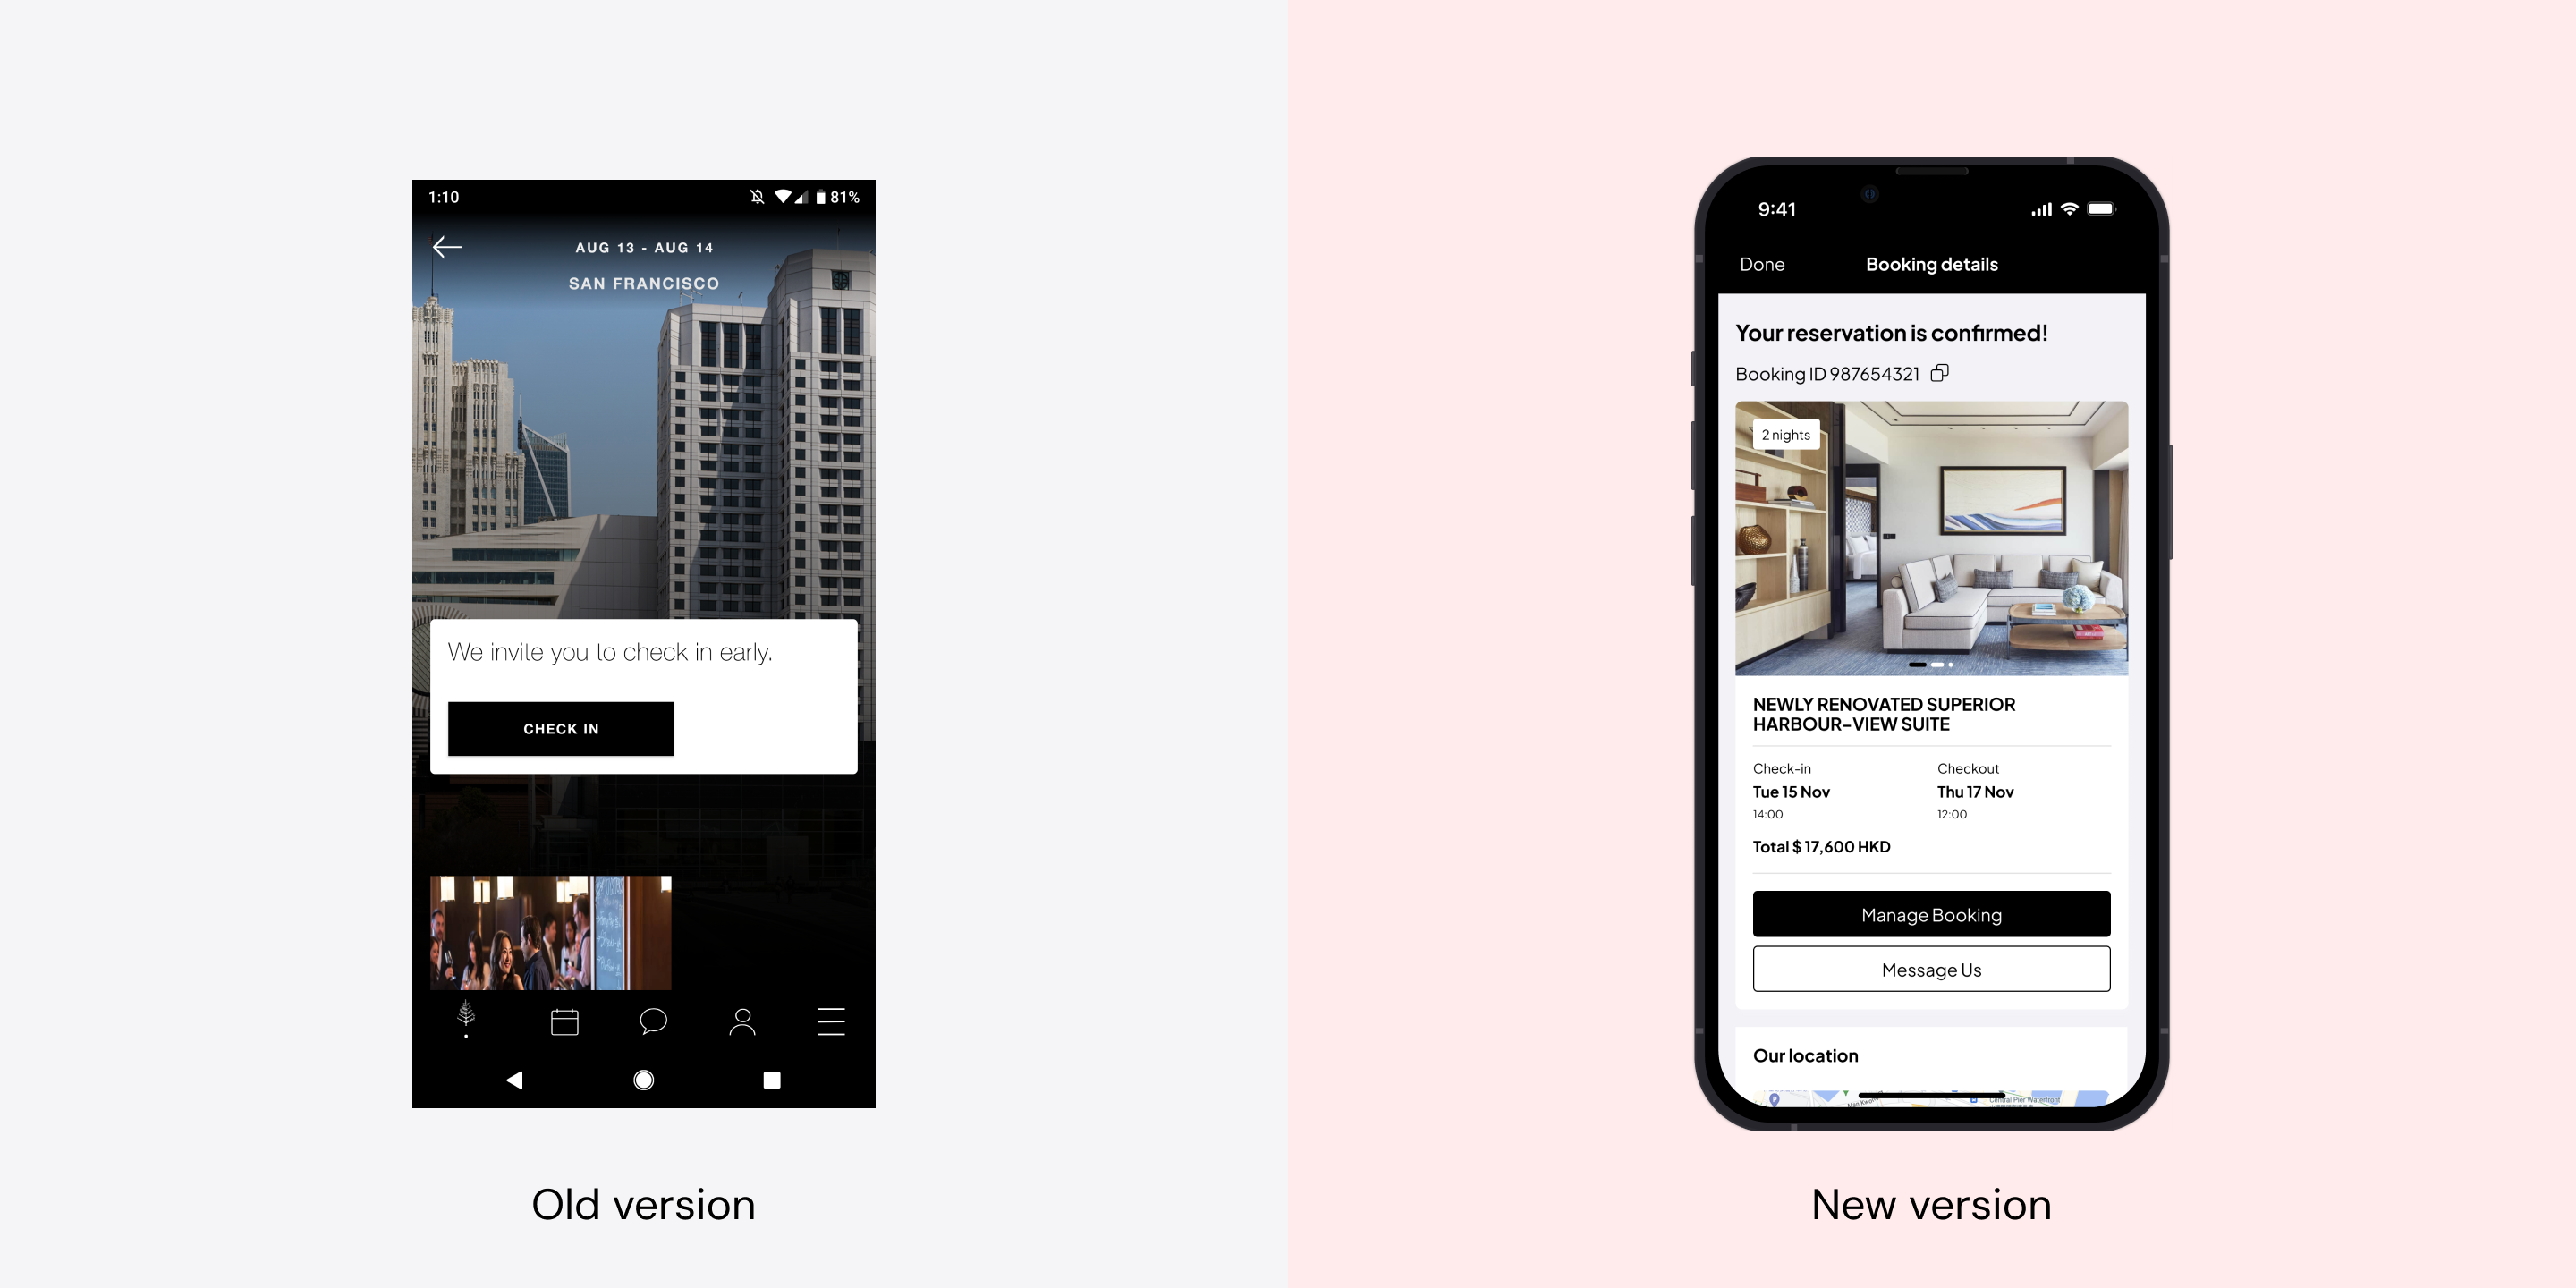 1:10
81%
AUG 13 - AUG 14
SAN FRANCISCO
We invite you to check in early.
CHECK IN
Old version
9:41
Done
Booking details
Your reservation is confirmed!
Booking ID 987654321
2 nights
NEWLY RENOVATED SUPERIOR
HARBOUR-VIEW SUITE
Check-in
Checkout
Tue 15 Nov
Thu 17 Nov
14:00
12:00
Total $ 17,600 HKD
Manage Booking
Message Us
Our location
P
Central Pier Waterfront
New version